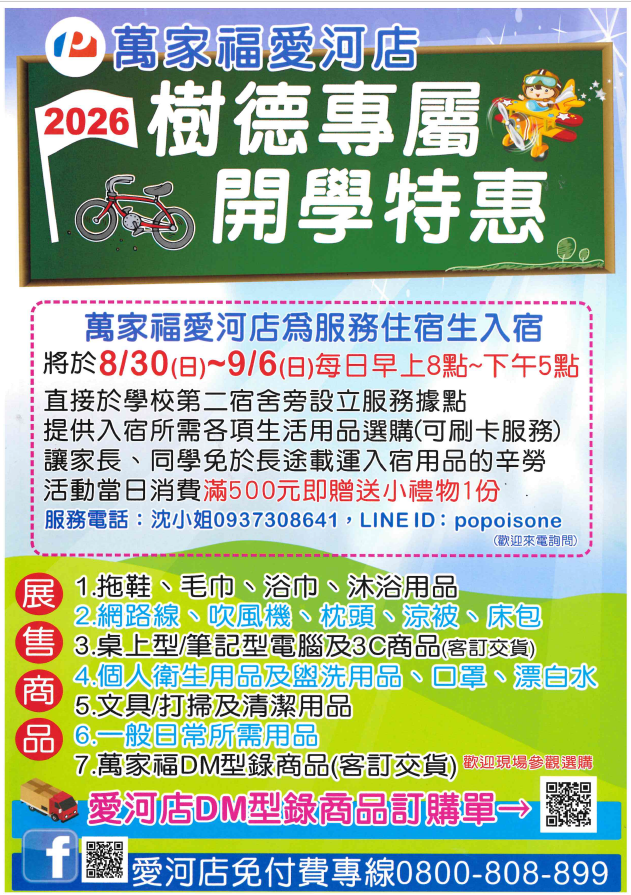 萬家福愛河店
2026
樹德專屬
開學特惠
萬家福愛河店為服務住宿生入宿
將於8/30(日)~9/6(日)每日早上8點~下午5點
直接於學校第二宿舍旁設立服務據點
提供入宿所需各項生活用品選購(可刷卡服務)
讓家長、同學免於長途載運入宿用品的辛勞
活動當日消費滿500元即贈送小禮物1份
服務電話：沈小姐0937308641，LINE ID：popoisone
(歡迎來電詢問)
展售商品
1.拖鞋、毛巾、浴巾、沐浴用品
2.網路線、吹風機、枕頭、涼被、床包
3.桌上型/筆記型電腦及3C商品(客訂交貨)
4.個人衛生用品及盥洗用品、口罩、漂白水
5.文具/打掃及清潔用品
6.一般日常所需用品
7.萬家福DM型錄商品(客訂交貨)
歡迎現場參觀選購
愛河店DM型錄商品訂購單→
f
愛河店免付費專線0800-808-899